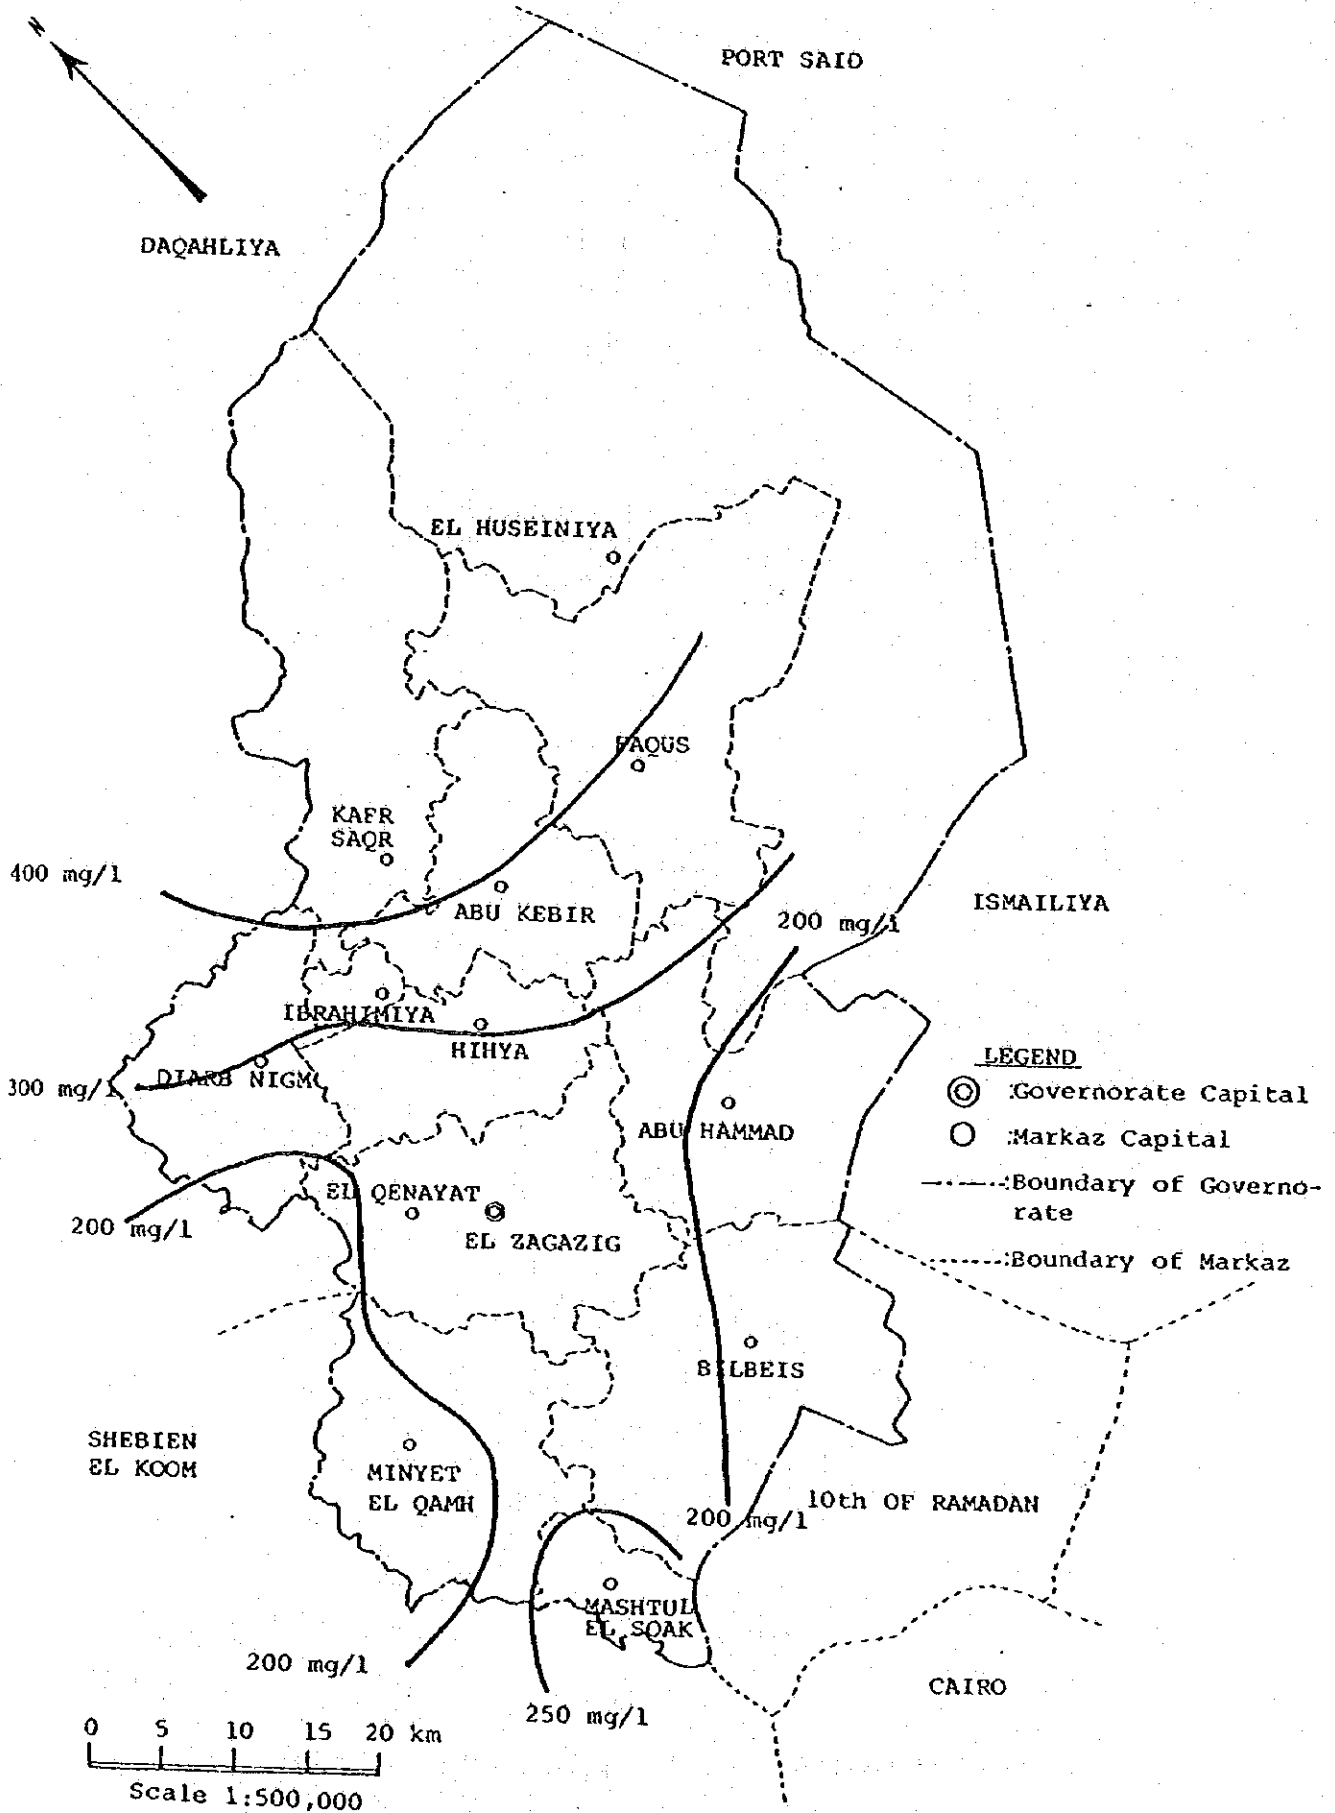 N
PORT SAID
DAQAHLIYA
EL HUSEINIYA
FAQUS
KAFR
SAQR
400 mg/l
ABU KEBIR
ISMAILIYA
200 mg/l
IBRAHIMIYA
HIHYA
300 mg/l
DIARB NIGM
LEGEND
:Governorate Capital
:Markaz Capital
:Boundary of Governo-
rate
:Boundary of Markaz
ABU HAMMAD
EL QENAYAT
EL ZAGAZIG
200 mg/l
BELBEIS
SHEBIEN
EL KOOM
MINYET
EL QAMH
10th OF RAMADAN
200 mg/l
MASHTUL
EL SOAK
200 mg/l
CAIRO
250 mg/l
0 5 10 15 20 km
Scale 1:500,000